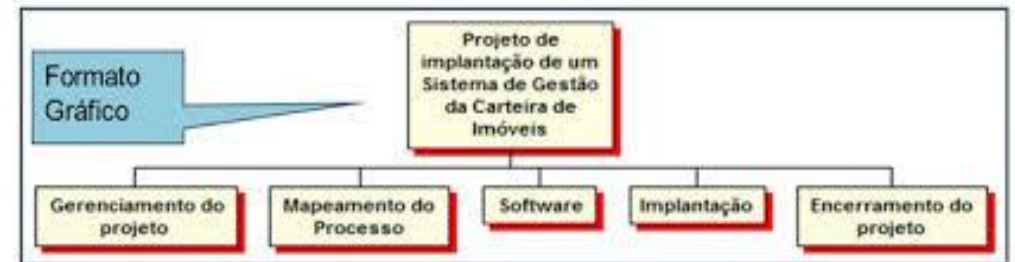 Formato
Gráfico
Projeto de
implantação de um
Sistema de Gestão
da Carteira de
Imóveis
Gerenciamento do
projeto
Mapeamento do
Processo
Software
Implantação
Encerramento do
projeto